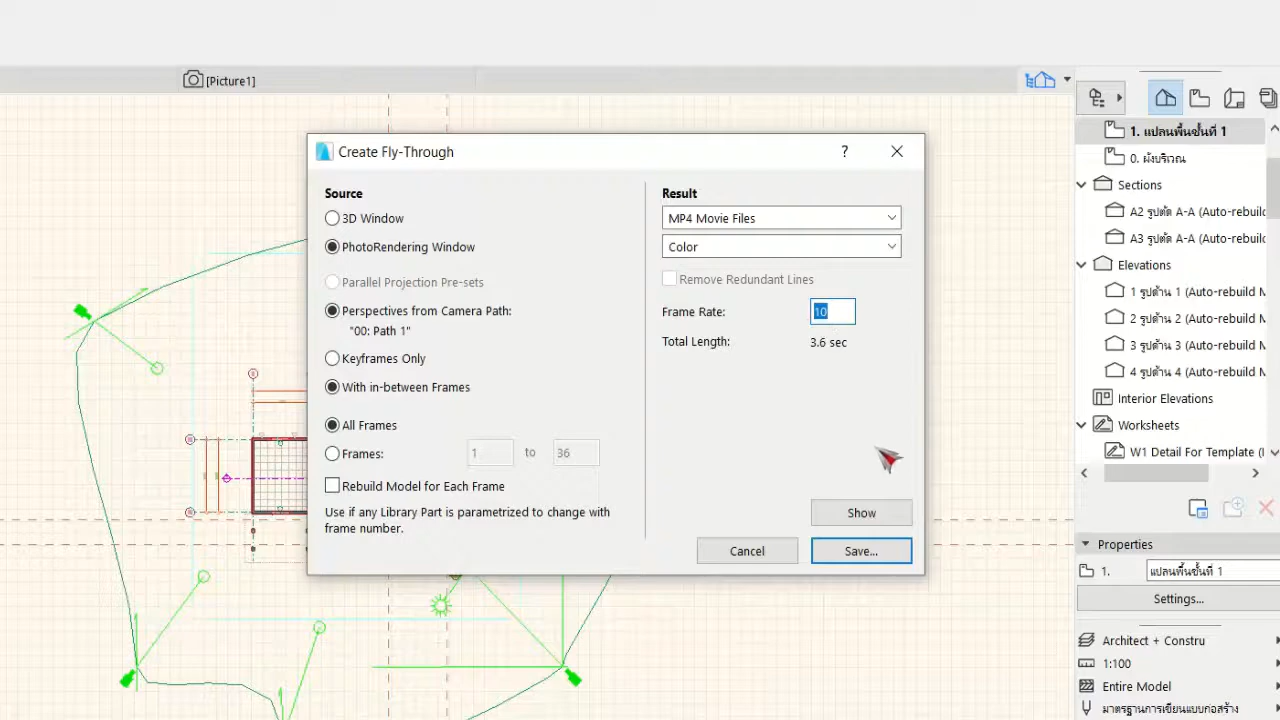 [Picture1]
Create Fly-Through
?
Source
3D Window
PhotoRendering Window
Parallel Projection Pre-sets
Perspectives from Camera Path:
"00: Path 1"
Keyframes Only
With in-between Frames
All Frames
Frames:
1
to
36
Rebuild Model for Each Frame
Use if any Library Part is parametrized to change with
frame number.
Result
MP4 Movie Files
Color
Remove Redundant Lines
Frame Rate:
10
Total Length:
3.6 sec
Show
Cancel
Save...
1. แปลนพื้นชั้นที่ 1
0. ผังบริเวณ
Sections
A2 รูปตัด A-A (Auto-rebuild
A3 รูปตัด A-A (Auto-rebuild
Elevations
1 รูปด้าน 1 (Auto-rebuild M
2 รูปด้าน 2 (Auto-rebuild M
3 รูปด้าน 3 (Auto-rebuild M
4 รูปด้าน 4 (Auto-rebuild M
Interior Elevations
Worksheets
W1 Detail For Template (I
Properties
1.
แปลนพื้นชั้นที่ 1
Settings...
Architect + Constru
1:100
Entire Model
มาตรฐานการเขียนแบบก่อสร้าง